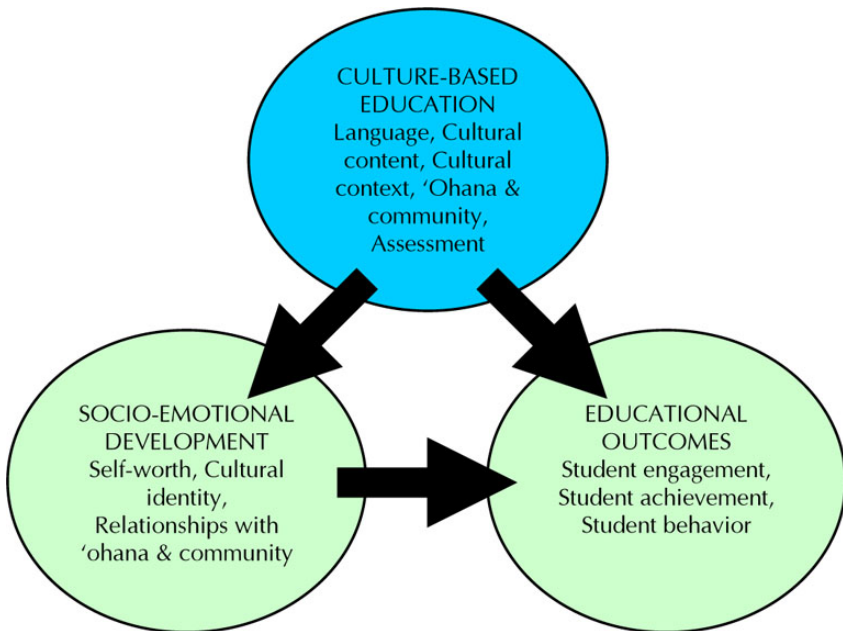 CULTURE-BASED
EDUCATION
Language, Cultural
content, Cultural
context, ‘Ohana &
community,
Assessment
SOCIO-EMOTIONAL
DEVELOPMENT
Self-worth, Cultural
identity,
Relationships with
‘ohana & community
EDUCATIONAL
OUTCOMES
Student engagement,
Student achievement,
Student behavior